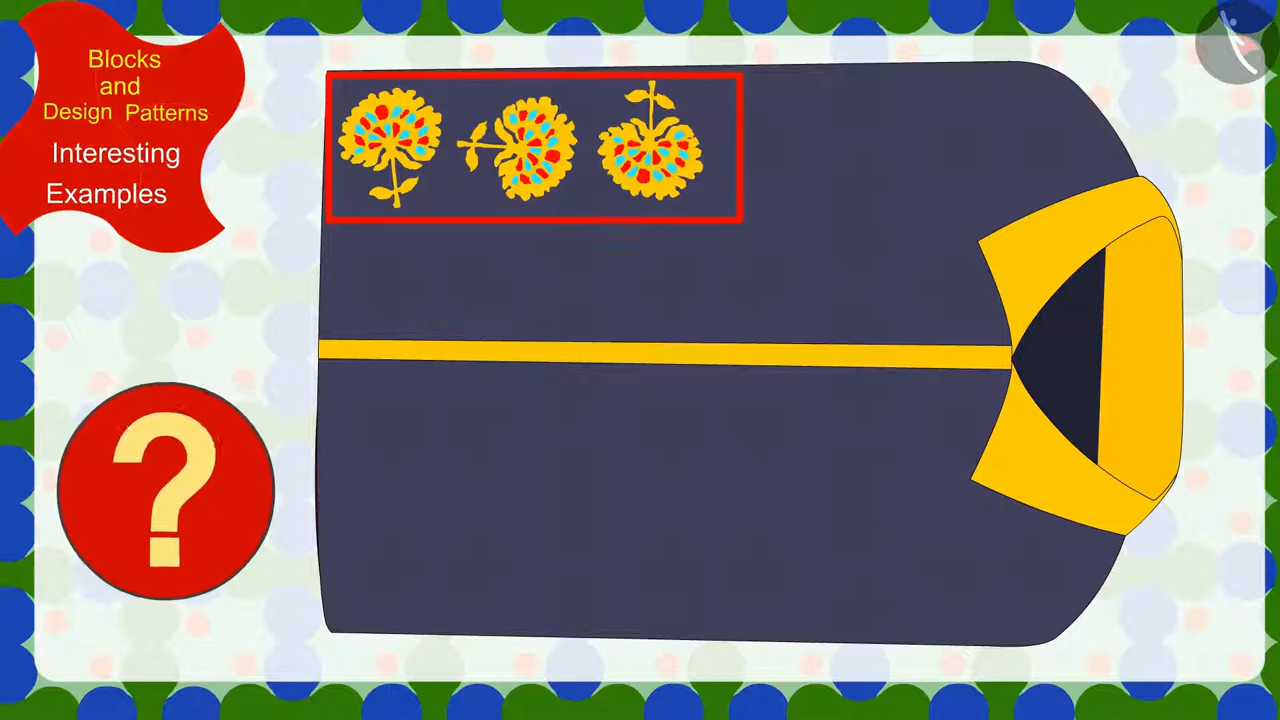 Blocks
and
Design Patterns
Interesting
Examples
?